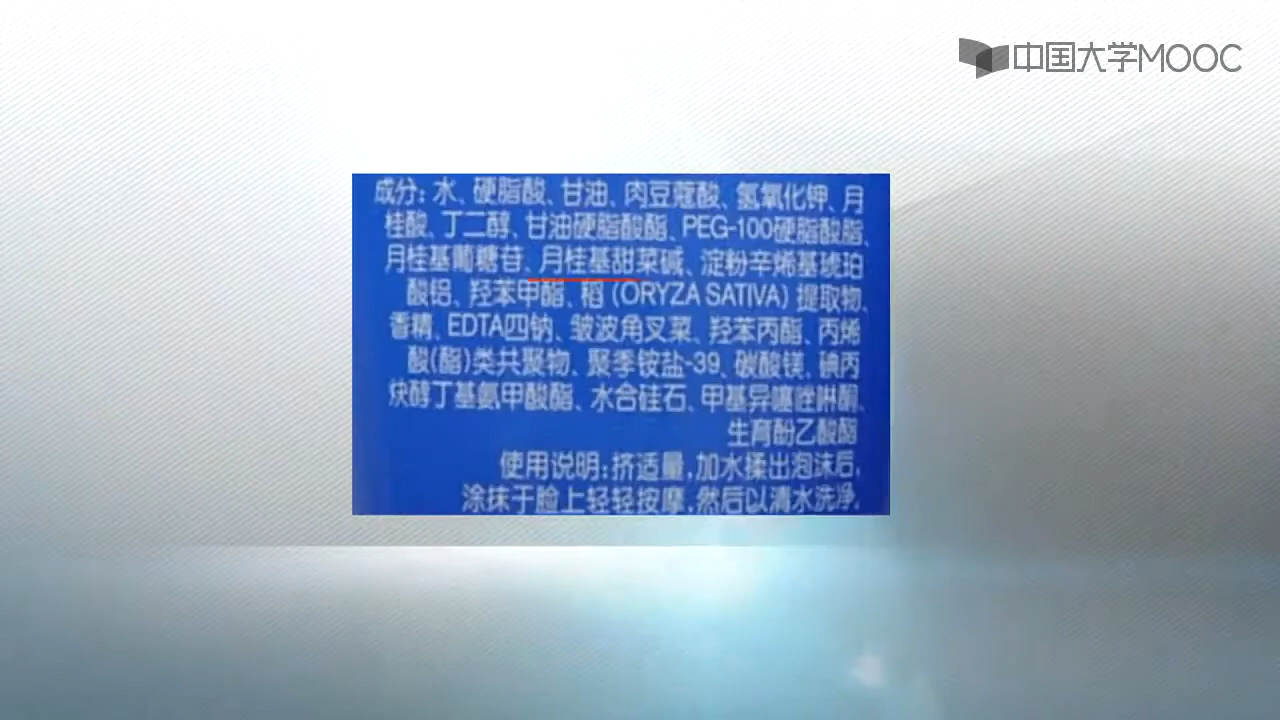 中国大学MOOC
成分: 水、硬脂酸、甘油、肉豆蔻酸、氢氧化钾、月
桂酸、丁二醇、甘油硬脂酸酯、PEG-100硬脂酸脂、
月桂基葡糖苷、月桂基甜菜碱、淀粉辛烯基琥珀
酸铝、羟苯甲酯、稻 (ORYZA SATIVA) 提取物、
香精、EDTA四钠、皱波角叉菜、羟苯丙酯、丙烯
酸(酯)类共聚物、聚季铵盐-39、碳酸镁、碘丙
炔醇丁基氨甲酸酯、水合硅石、甲基异噻唑啉酮、
生育酚乙酸酯
使用说明: 挤适量,加水揉出泡沫后,
涂抹于脸上轻轻按摩,然后以清水洗净.